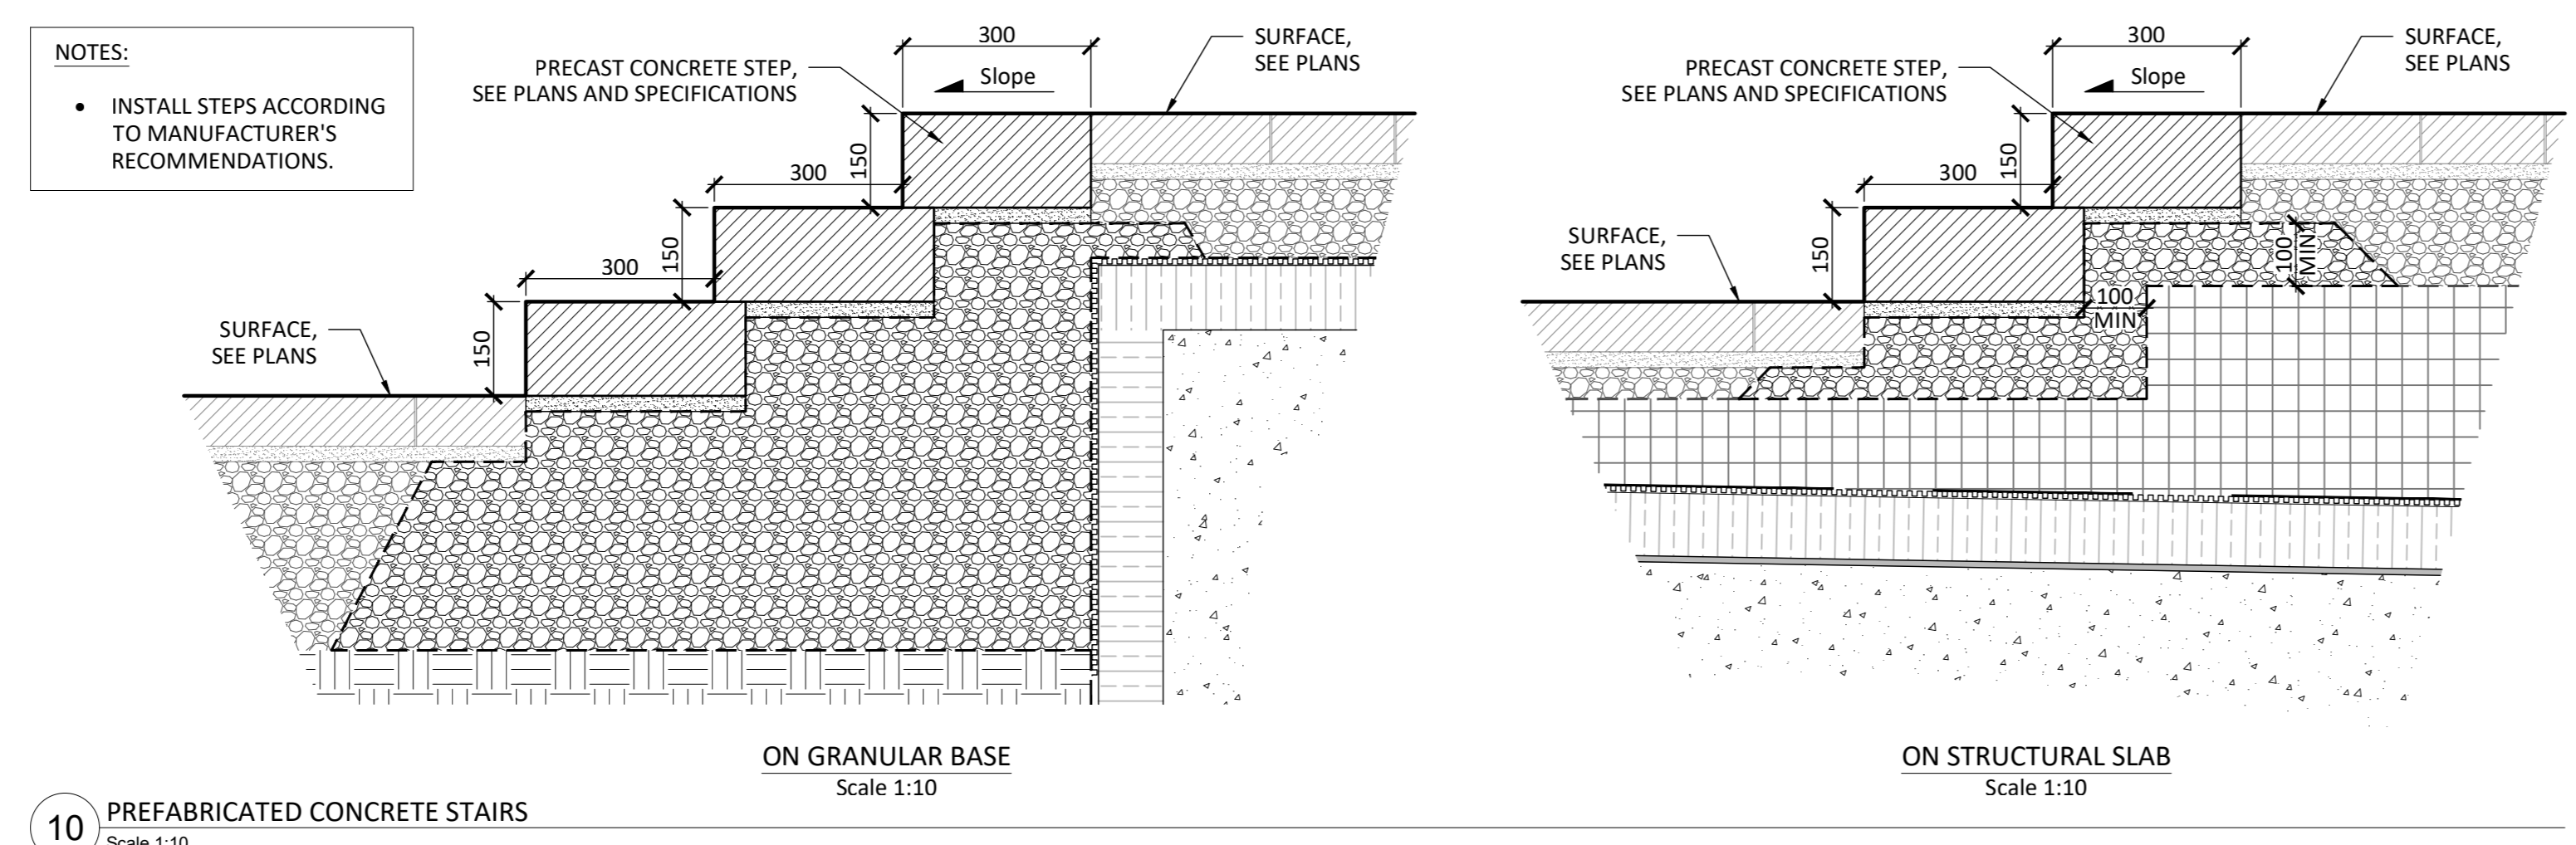 NOTES:
• INSTALL STEPS ACCORDING
TO MANUFACTURER'S
RECOMMENDATIONS.
PRECAST CONCRETE STEP,
SEE PLANS AND SPECIFICATIONS
300
Slope
SURFACE,
SEE PLANS
150
300
150
300
150
SURFACE,
SEE PLANS
ON GRANULAR BASE
Scale 1:10
PRECAST CONCRETE STEP,
SEE PLANS AND SPECIFICATIONS
300
Slope
SURFACE,
SEE PLANS
150
300
150
SURFACE,
SEE PLANS
100
MIN
100
MIN
ON STRUCTURAL SLAB
Scale 1:10
10
PREFABRICATED CONCRETE STAIRS
Scale 1:10